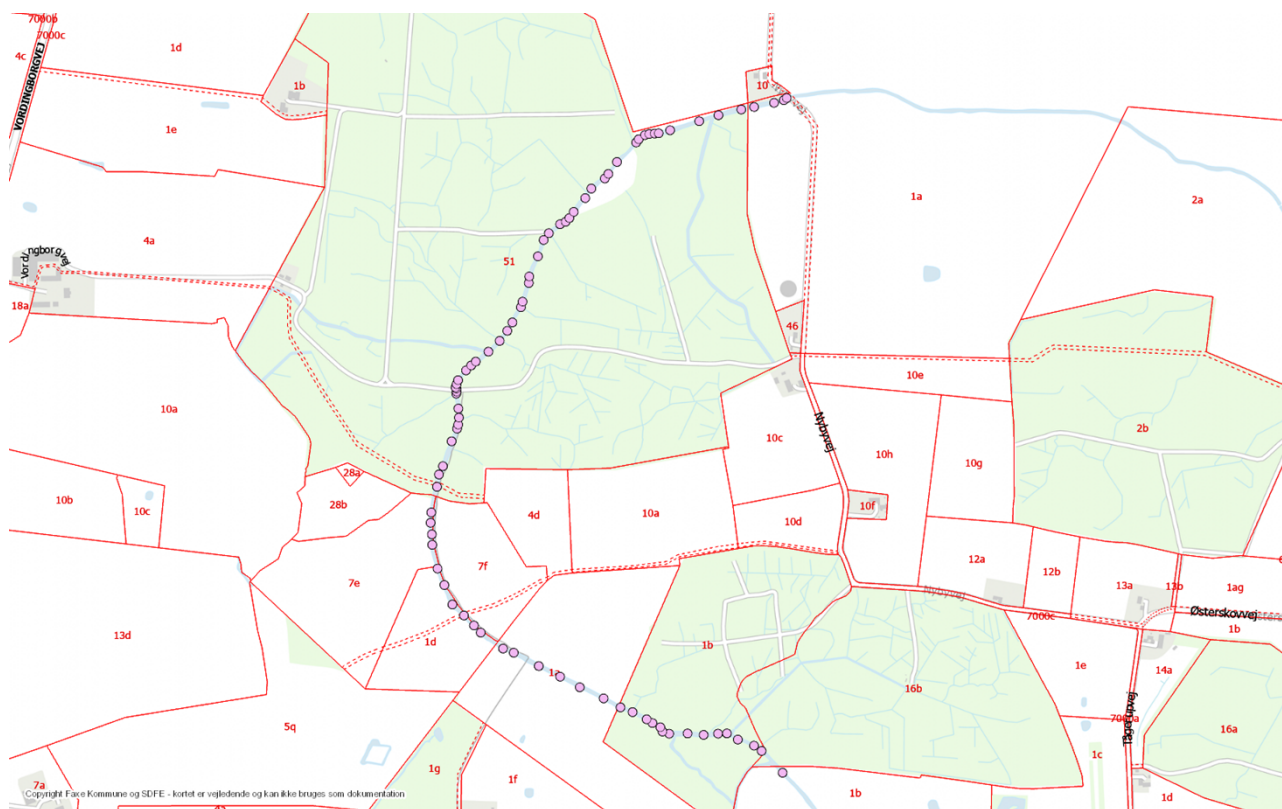 7000b
7000c
4c
VORDINGBORGVEJ
1d
1b
10
1e
1a
2a
4a
Vordingborgvej
51
18a
46
10e
10a
10c
Nybyvej
10h
10g
2b
28a
10b
10c
28b
4d
10a
10d
10f
7f
12a
12b
13a
13b
1ag
7e
Nybyvej
7000c
Østerskovvej
1b
13d
1d
1b
16b
1e
14a
5q
7000a
Tågerupvej
16a
1c
1g
7a
1f
1b
1d
Copyright Faxe Kommune og SDFE - kortet er vejledende og kan ikke bruges som dokumentation